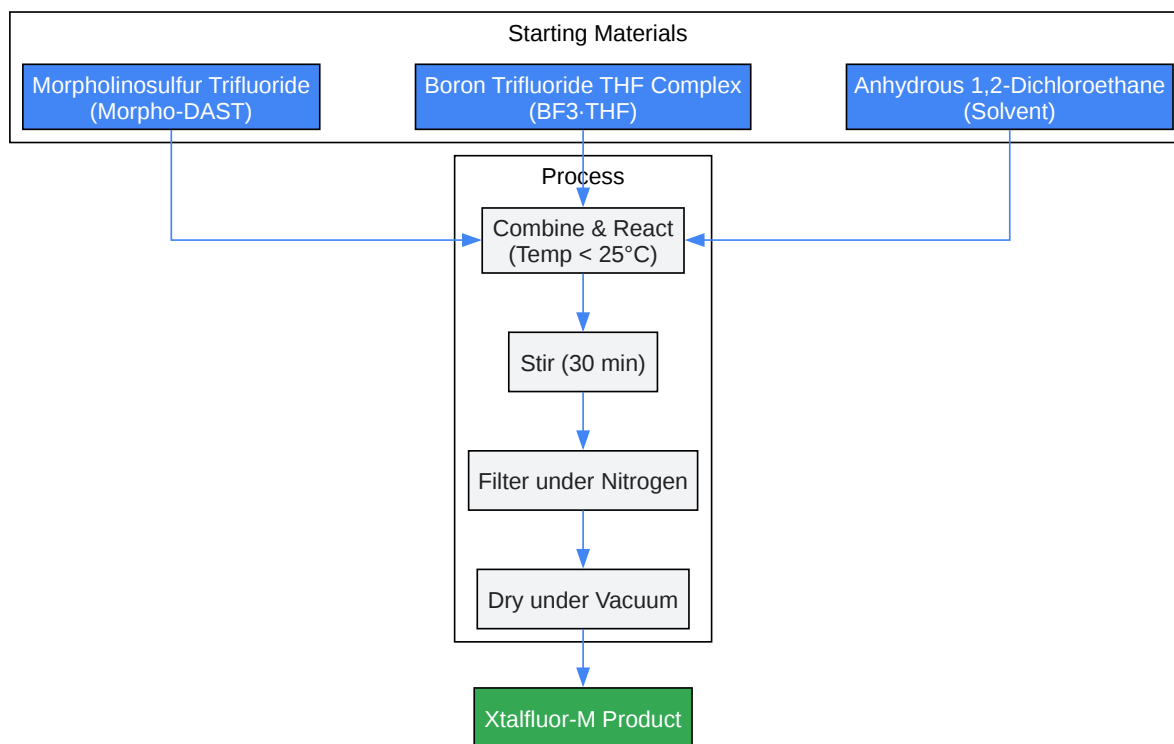 Starting Materials
Morpholinosulfur Trifluoride
(Morpho-DAST)
Boron Trifluoride THF Complex
(BF3·THF)
Anhydrous 1,2-Dichloroethane
(Solvent)
Process
Combine & React
(Temp < 25°C)
Stir (30 min)
Filter under Nitrogen
Dry under Vacuum
Xtalfluor-M Product